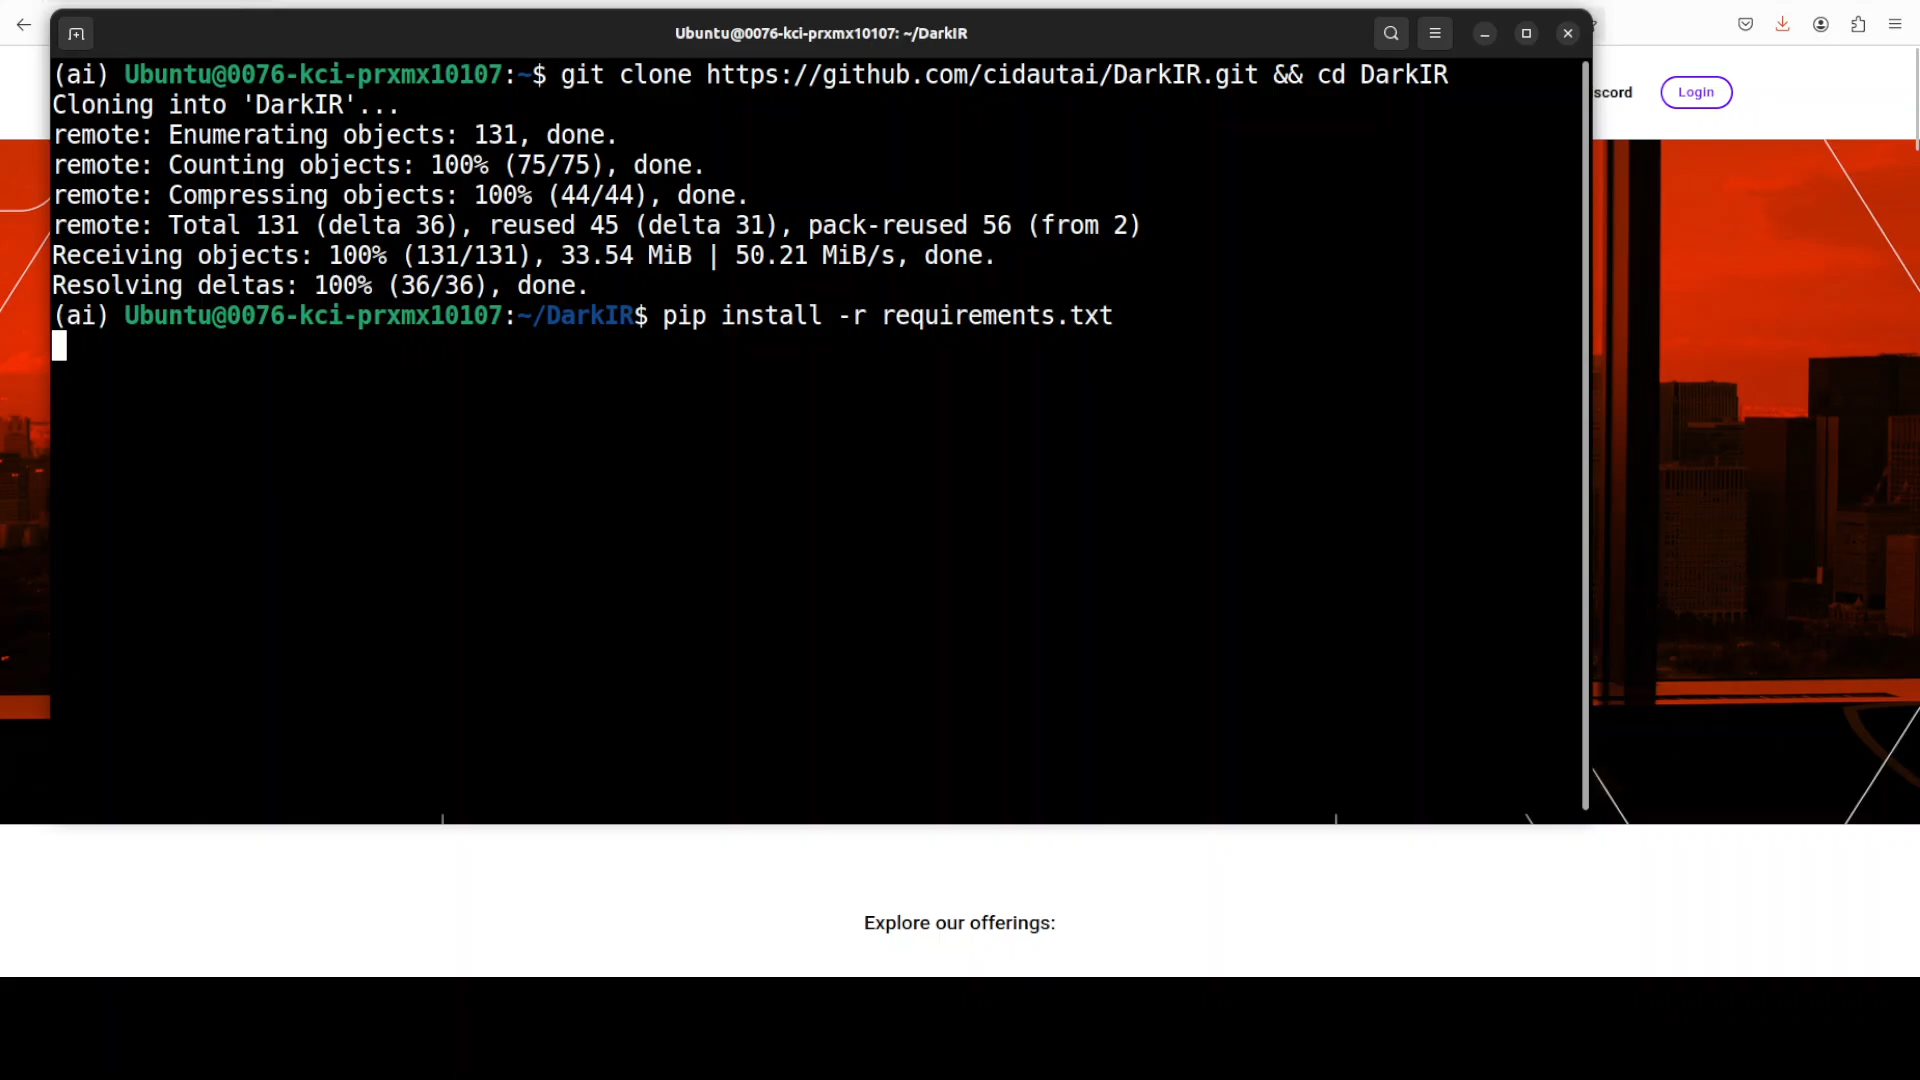 Ubuntu@0076-kci-prxmx10107: ~/DarkIR
(ai) Ubuntu@0076-kci-prxmx10107:~$ git clone https://github.com/cidautai/DarkIR.git && cd DarkIR
Cloning into 'DarkIR'...
remote: Enumerating objects: 131, done.
remote: Counting objects: 100% (75/75), done.
remote: Compressing objects: 100% (44/44), done.
remote: Total 131 (delta 36), reused 45 (delta 31), pack-reused 56 (from 2)
Receiving objects: 100% (131/131), 33.54 MiB | 50.21 MiB/s, done.
Resolving deltas: 100% (36/36), done.
(ai) Ubuntu@0076-kci-prxmx10107:~/DarkIR$ pip install -r requirements.txt
scord
Login
Explore our offerings: